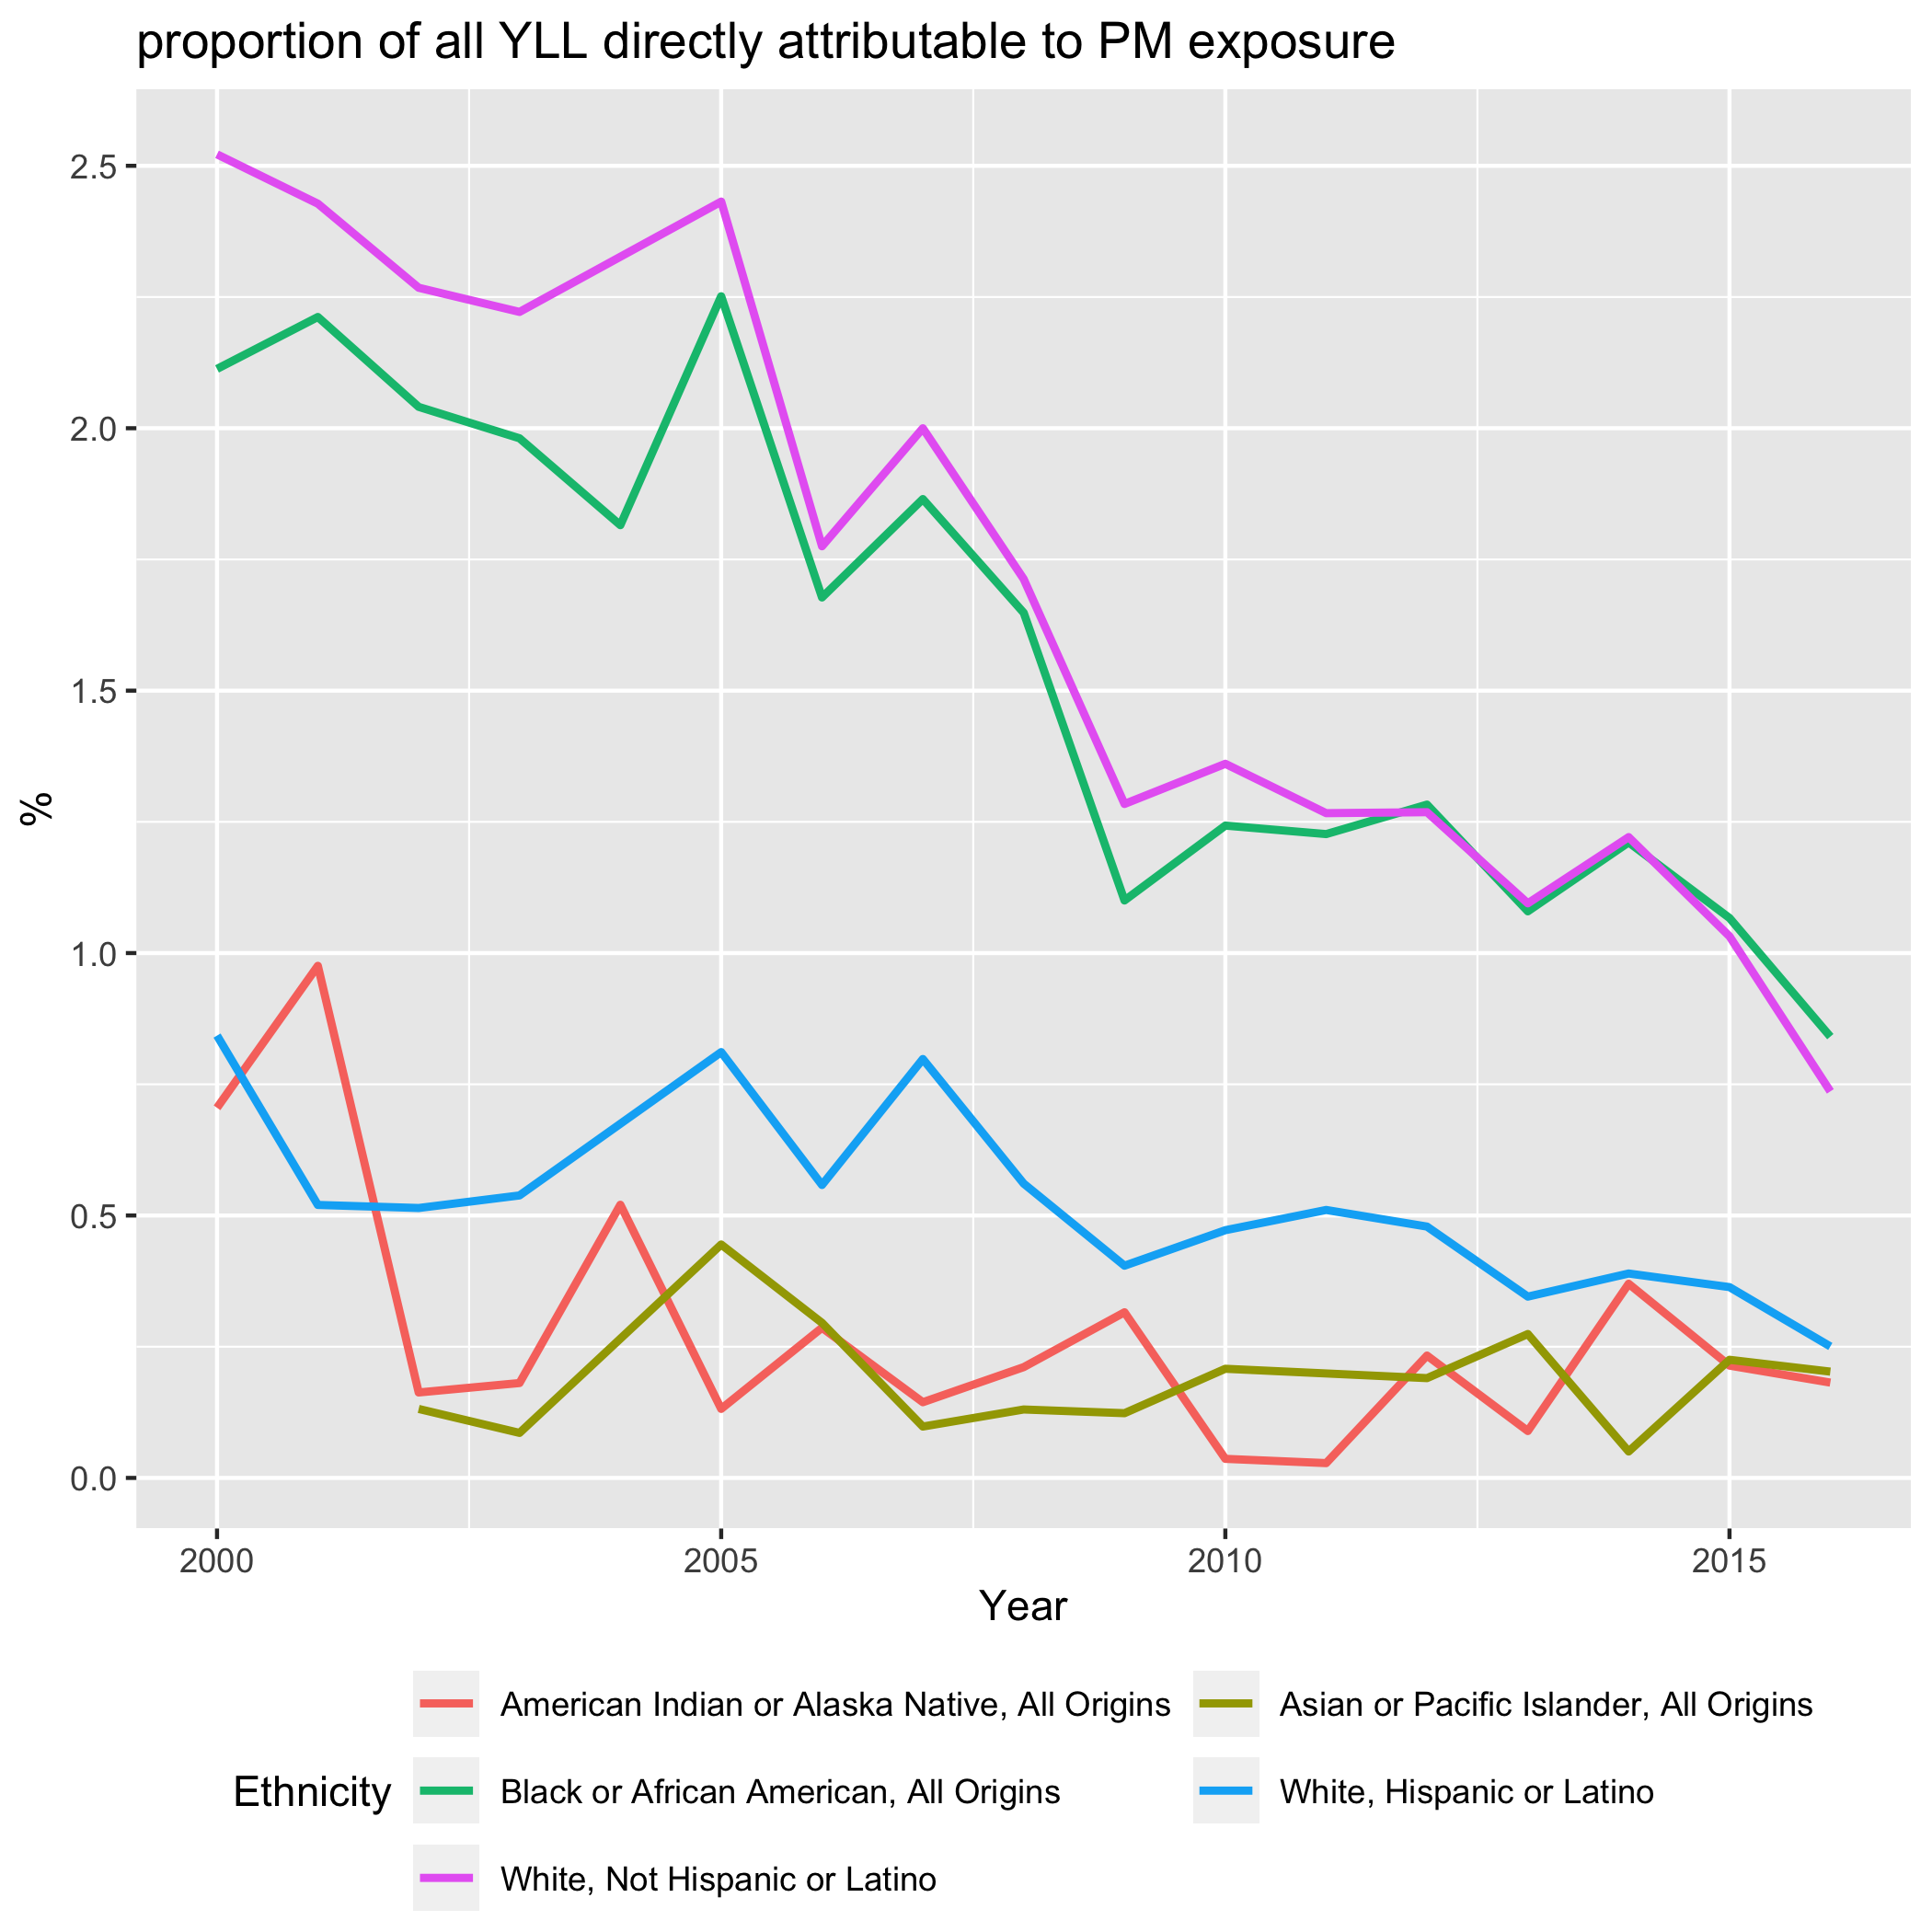 proportion of all YLL directly attributable to PM exposure
2.5
2.0
1.5
1.0
0.5
0.0
%
2000 2005 2010 2015
Year
Ethnicity
American Indian or Alaska Native, All Origins
Asian or Pacific Islander, All Origins
Black or African American, All Origins
White, Hispanic or Latino
White, Not Hispanic or Latino